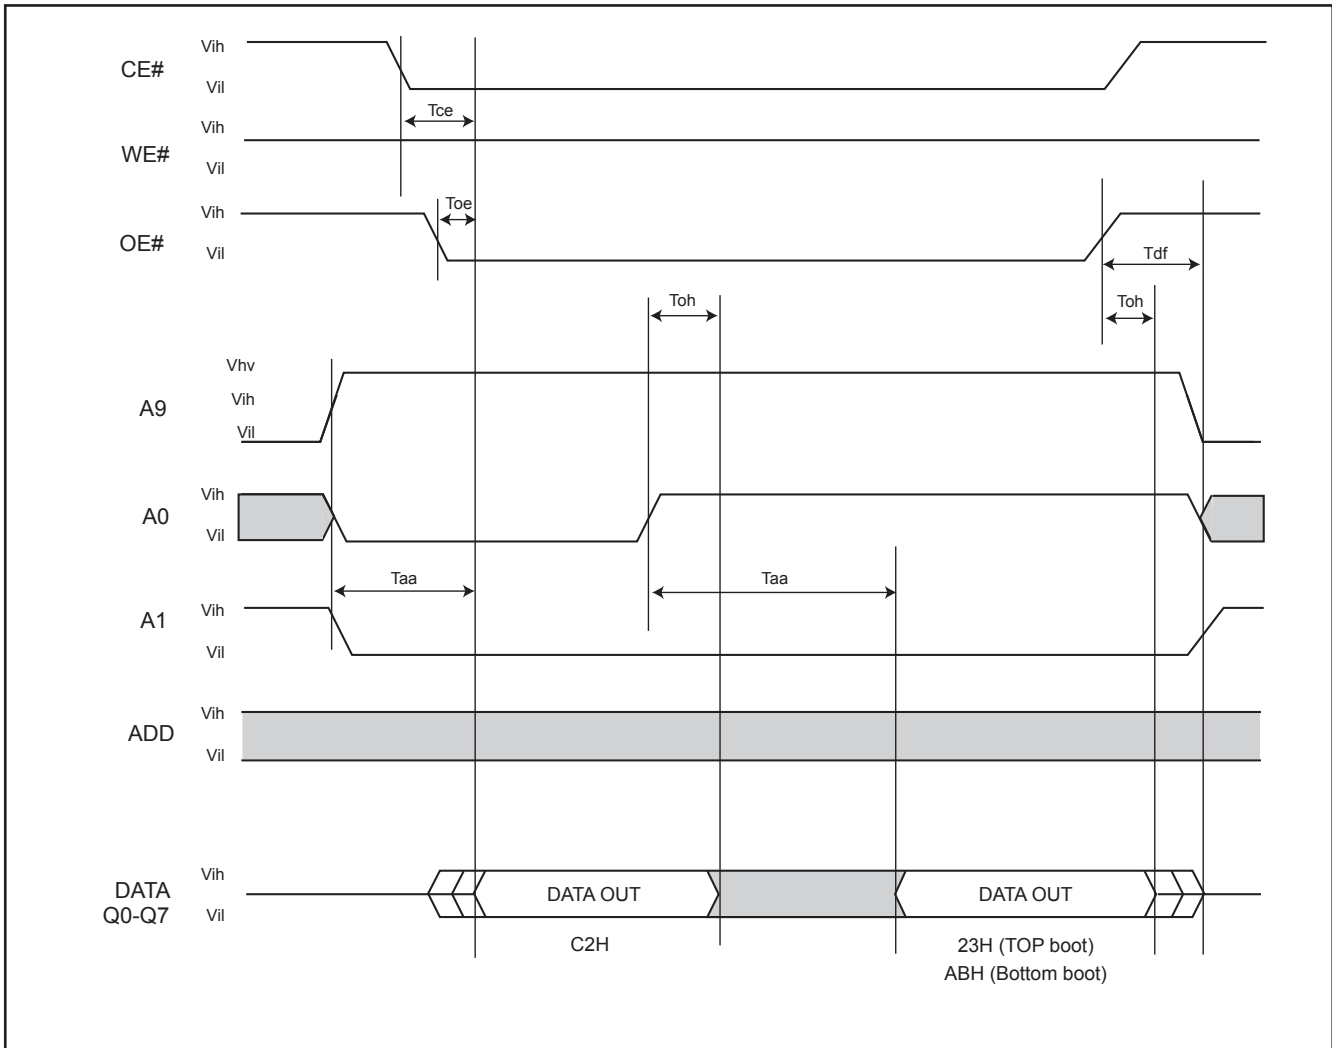 Vih
CE#
Vil
Tce
Vih
WE#
Vil
Toe
Vih
OE#
Vil
Tdf
Toh
Toh
Vhv
A9
Vih
Vil
Vih
A0
Vil
Taa
Taa
Vih
A1
Vil
Vih
ADD
Vil
Vih
DATA
Q0-Q7
Vil
DATA OUT
DATA OUT
C2H
23H (TOP boot)
ABH (Bottom boot)